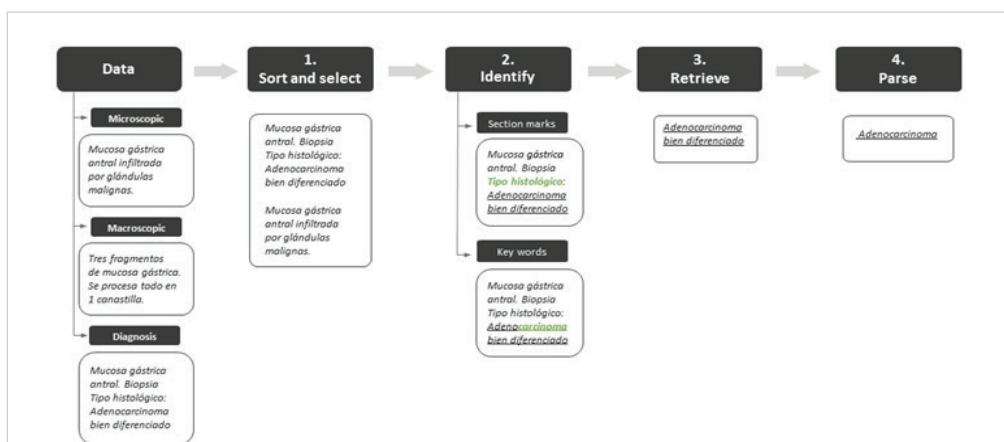 Data
Microscopic
Mucosa gástrica
antral infiltrada
por glándulas
malignas.
Macroscopic
Tres fragmentos
de mucosa gástrica.
Se procesa todo en
1 canastilla.
Diagnosis
Mucosa gástrica
antral. Biopsia
Tipo histológico:
Adenocarcinoma
bien diferenciado
1.
Sort and select
Mucosa gástrica
antral. Biopsia
Tipo histológico:
Adenocarcinoma
bien diferenciado
Mucosa gástrica
antral infiltrada
por glándulas
malignas.
2.
Identify
Section marks
Mucosa gástrica
antral. Biopsia
Tipo histológico:
Adenocarcinoma
bien diferenciado
Key words
Mucosa gástrica
antral. Biopsia
Tipo histológico:
Adenocarcinoma
bien diferenciado
3.
Retrieve
Adenocarcinoma
bien diferenciado
4.
Parse
Adenocarcinoma